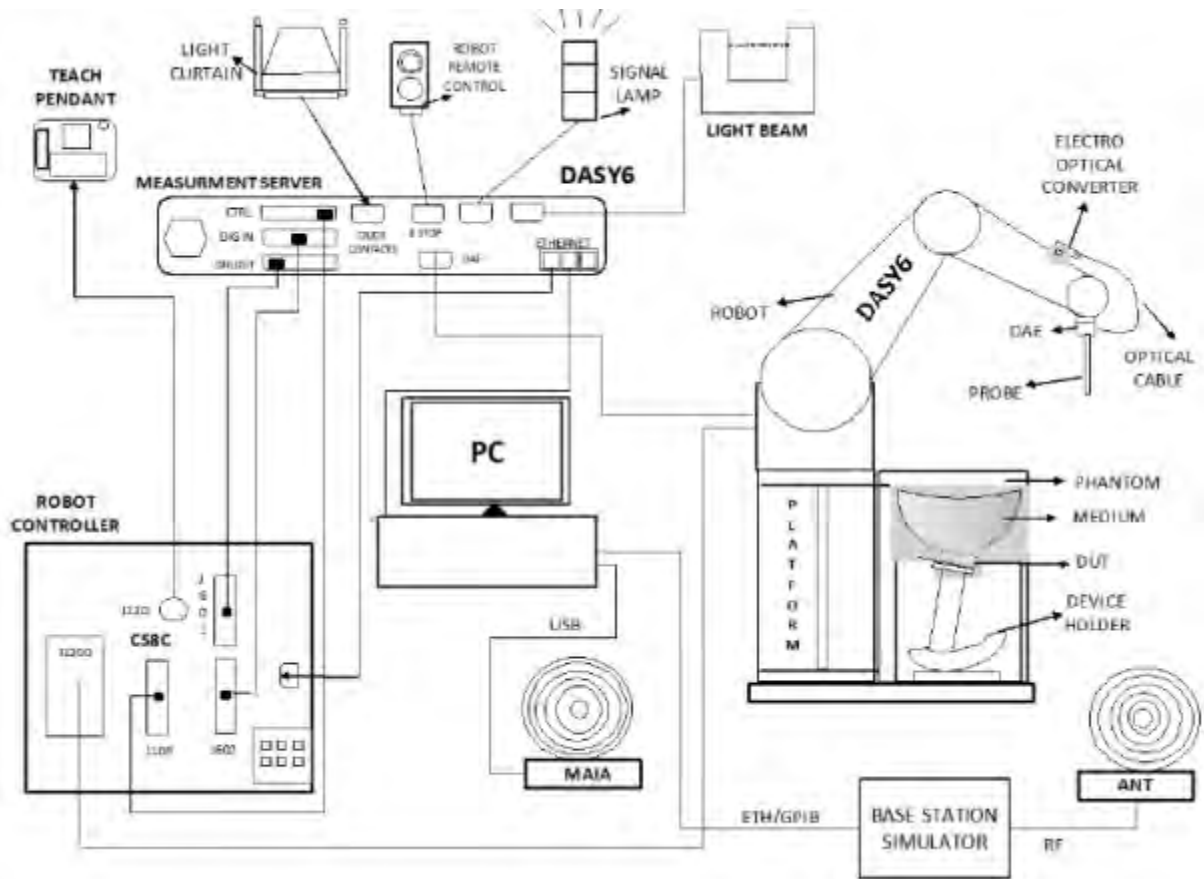 LIGHT
CURTAIN
ROBOT
REMOTE
CONTROL
SIGNAL
LAMP
LIGHT BEAM
TEACH
PENDANT
MEASURMENT SERVER
DASY6
CTRL
DIG IN
TOUCH
CONTACTS
E STOP
DAE
ETHERNET
ELECTRO
OPTICAL
CONVERTER
ROBOT
DASY6
DAE
OPTICAL
CABLE
PROBE
PC
PHANTOM
MEDIUM
DUT
DEVICE
HOLDER
PLATFORM
ROBOT
CONTROLLER
CS8C
USB
MAIA
ANT
ETH/GPIB
BASE STATION
SIMULATOR
RF